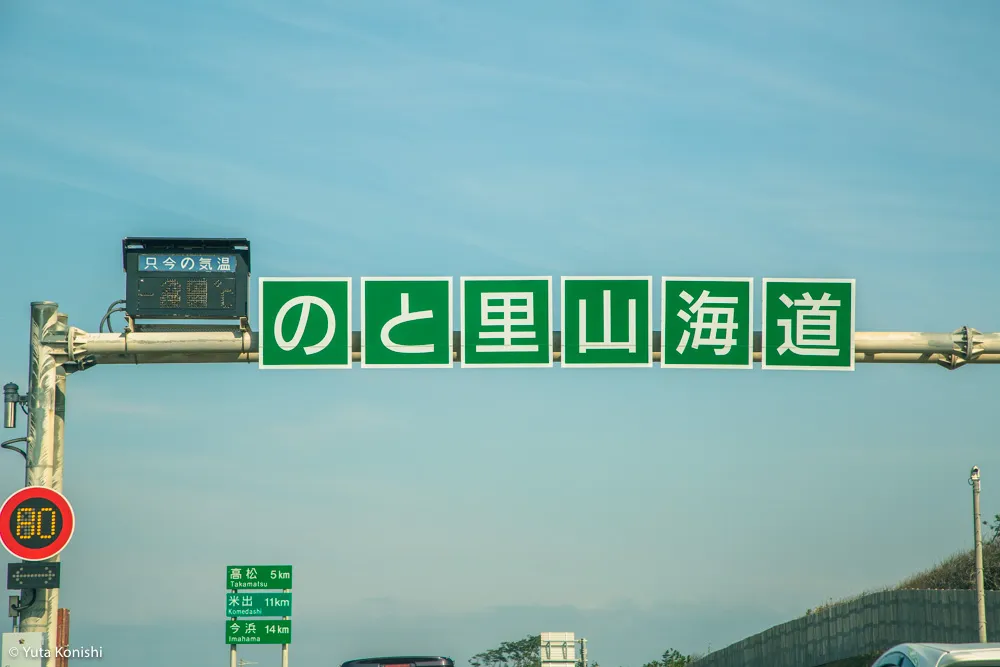 只今の気温
℃
のと里山海道
80
高松 5km
Takamatsu
米出 11km
Komedashi
今浜 14km
Imahama
© Yuta Konishi